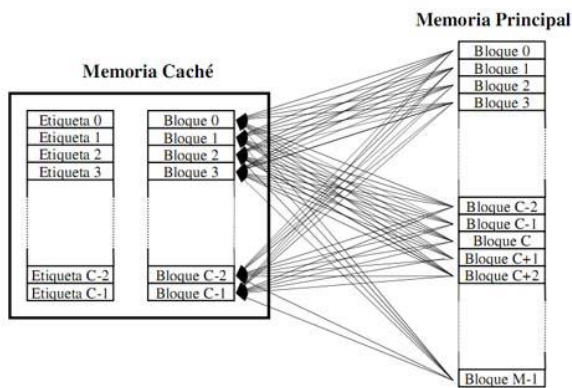 Memoria Principal
Bloque 0
Bloque 1
Bloque 2
Bloque 3
Bloque C-2
Bloque C-1
Bloque C
Bloque C+1
Bloque C+2
Bloque M-1
Memoria Caché
Etiqueta 0
Etiqueta 1
Etiqueta 2
Etiqueta 3
Etiqueta C-2
Etiqueta C-1
Bloque 0
Bloque 1
Bloque 2
Bloque 3
Bloque C-2
Bloque C-1